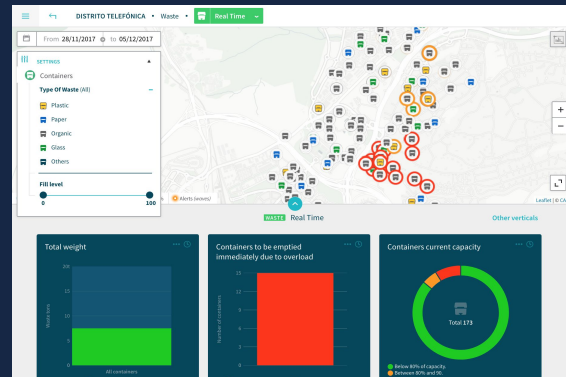 DISTRITO TELEFÓNICA • Waste • Real Time
From 28/11/2017 to 05/12/2017
SETTINGS
Containers
Type Of Waste (All)
Plastic
Paper
Organic
Glass
Others
Fill level
0 100
Alerts (waves)
Leaflet | © CA
WASTE Real Time
Other verticals
Total weight
Waste tons
15
10
5
0
All containers
Containers to be emptied
immediately due to overload
Number of containers
15
12
9
6
3
0
Containers current capacity
Total 173
Below 80% of capacity.
Between 80% and 90.